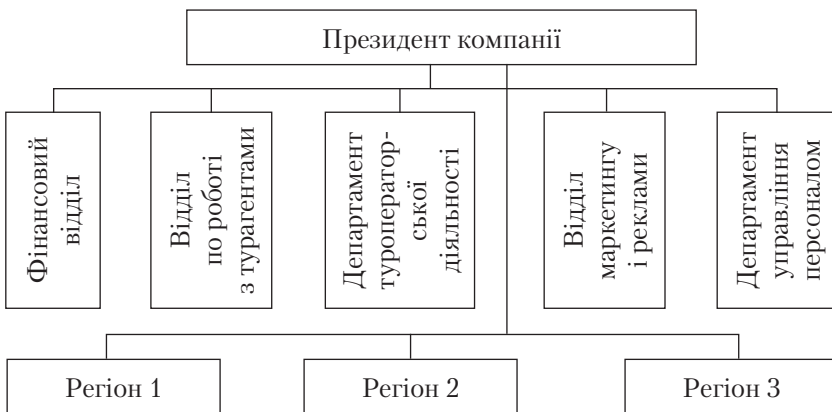 Президент компанії
Фінансовий
відділ
Відділ
по роботі
з турагентами
Департамент
туроператор-
ської
діяльності
Відділ
маркетингу
і реклами
Департамент
управління
персоналом
Регіон 1
Регіон 2
Регіон 3